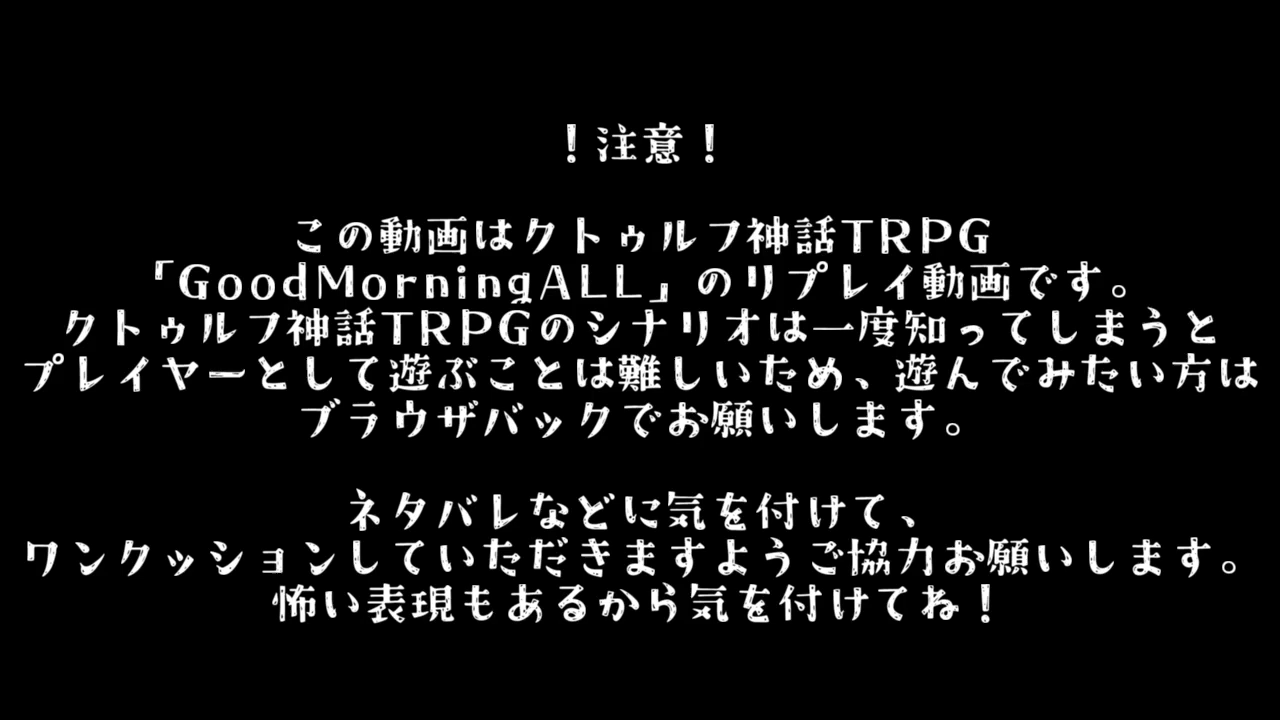 ！注意！
この動画はクトゥルフ神話TRPG
「GoodMorningALL」のリプレイ動画です。
クトゥルフ神話TRPGのシナリオは一度知ってしまうと
プレイヤーとして遊ぶことは難しいため、遊んでみたい方は
ブラウザバックでお願いします。
ネタバレなどに気を付けて、
ワンクッションしていただきますようご協力お願いします。
怖い表現もあるから気を付けてね！